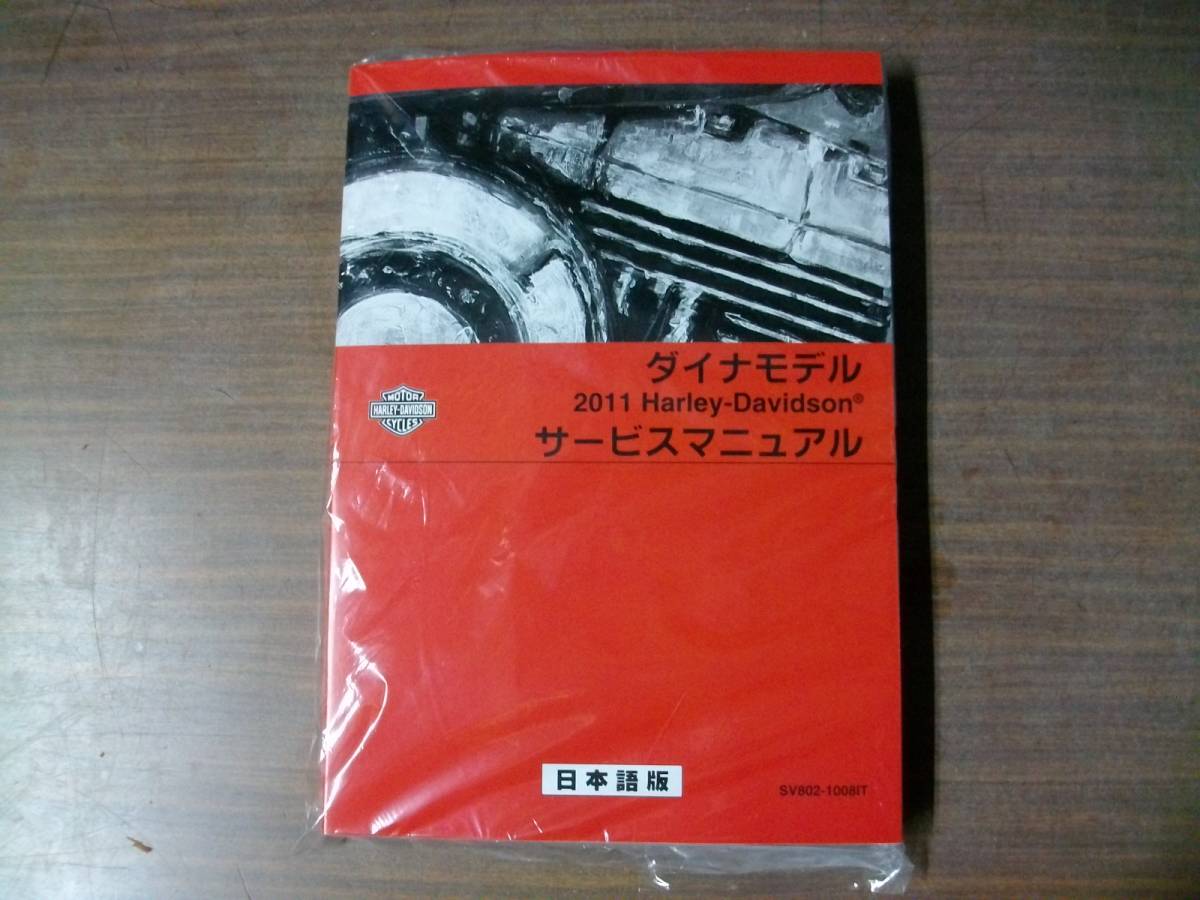 ダイナモデル
2011 Harley-Davidson®
サービスマニュアル
MOTOR
HARLEY-DAVIDSON
CYCLES
日本語版
SV802-1008IT